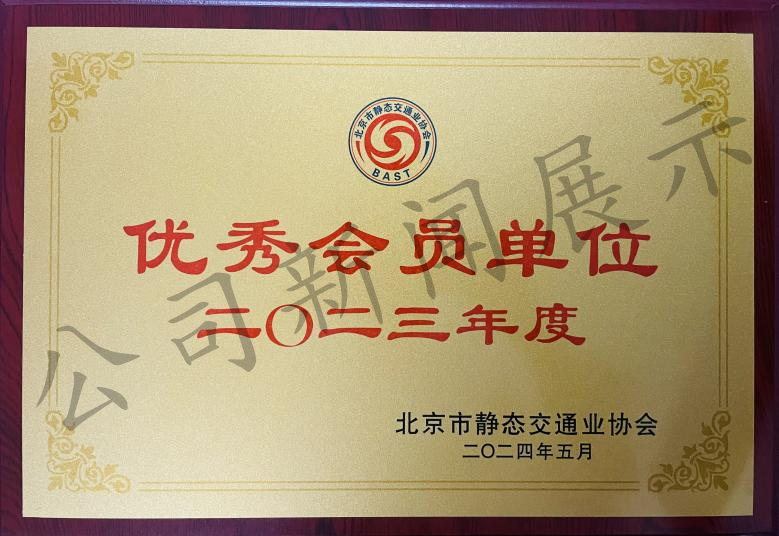 北京市静态交通业协会
BAST
优秀会员单位
二〇二三年度
公司新闻展示
北京市静态交通业协会
二〇二四年五月